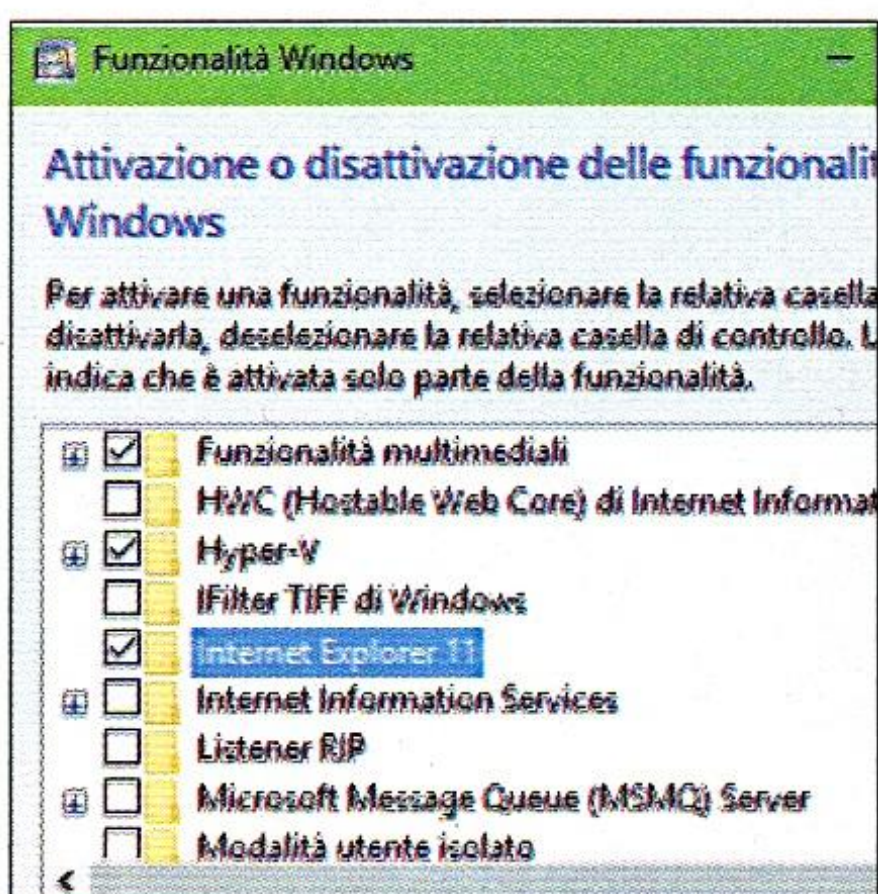 Funzionalità Windows
Attivazione o disattivazione delle funzionalit
Windows
Per attivare una funzionalità, selezionare la relativa casella
disattivarla, deselezionare la relativa casella di controllo. U
indica che è attivata solo parte della funzionalità.
Funzionalità multimediali
HWC (Hostable Web Core) di Internet Informat
Hyper-V
IFilter TIFF di Windows
Internet Explorer 11
Internet Information Services
Listener RIP
Microsoft Message Queue (MSMQ) Server
Modalità utente isolato